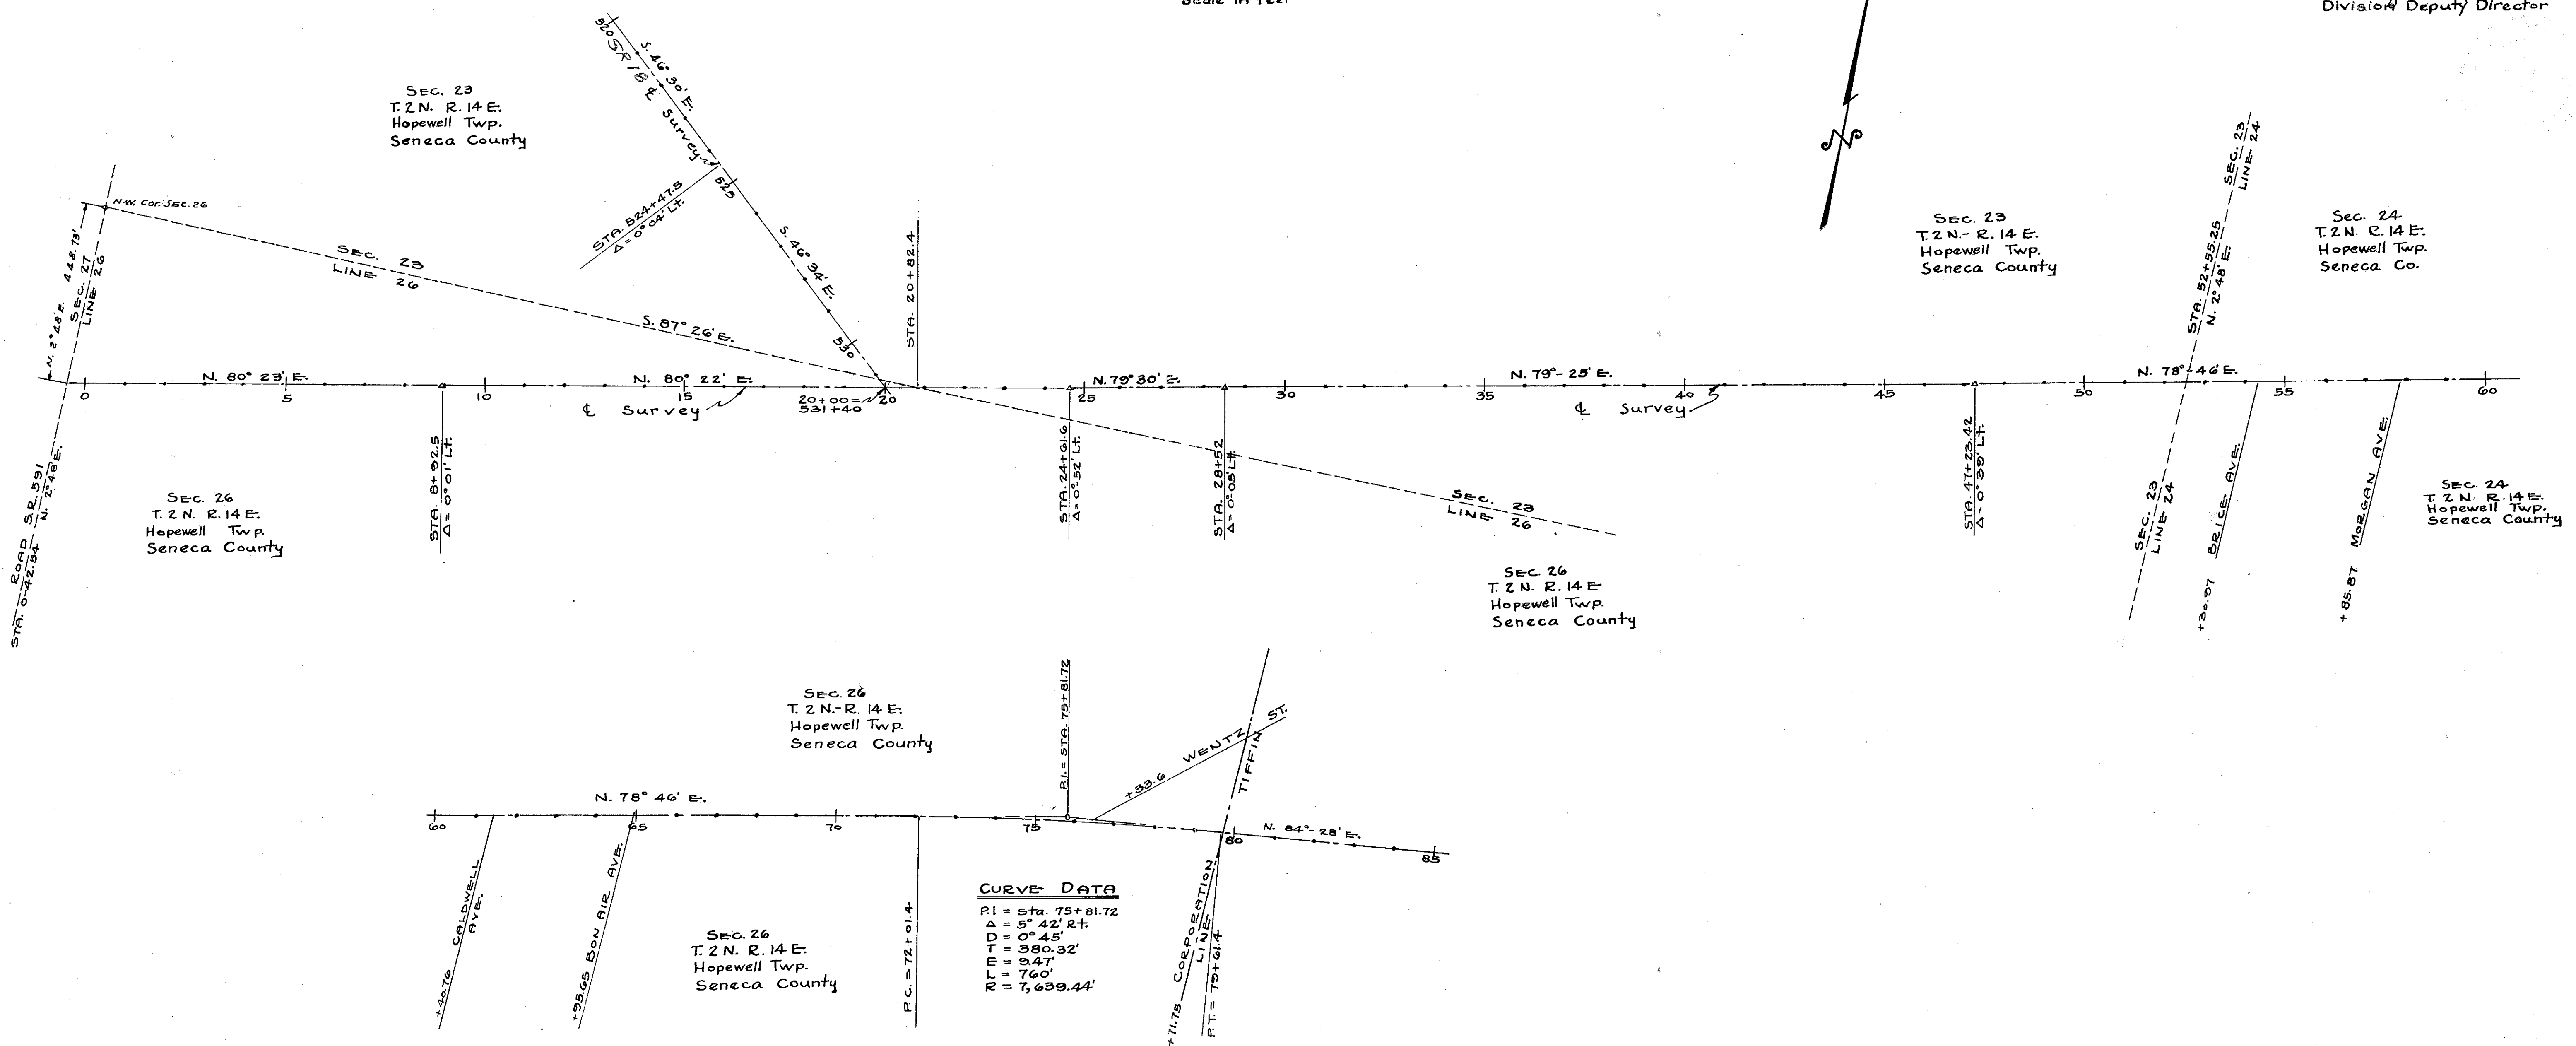 Scale in Feet
Division Deputy Director
520
SR 18 ℄ Survey
S. 46° 30' E.
SEC. 23
T. 2 N. R. 14 E.
Hopewell Twp.
Seneca County
525
STA. 524+47.5
Δ = 0° 04' Lt.
S. 46° 34' E.
530
N.W. Cor. SEC. 26
N. 2° 48' E. 448.73'
SEC. 27
LINE 26
SEC. 23
LINE 26
S. 87° 26' E.
STA. 20+82.4
SEC. 23
T. 2 N.- R. 14 E.
Hopewell Twp.
Seneca County
SEC. 23
LINE 24
STA. 52+55.25
N. 2° 48' E.
Sec. 24
T. 2 N. R. 14 E.
Hopewell Twp.
Seneca Co.
N. 80° 23' E.
N. 80° 22' E.
N. 79° 30' E.
N. 79°-25' E.
N. 78°-46' E.
0 5 10 15 20 25 30 35 40 45 50 55 60
℄ Survey
20+00=
531+40
℄ Survey
STA. 0-42.54
ROAD S.R. 591
N. 2° 48' E.
SEC. 26
T. 2 N. R. 14 E.
Hopewell Twp.
Seneca County
STA. 8+92.5
Δ = 0° 01' Lt.
STA. 24+61.6
Δ = 0°-52' Lt.
STA. 28+52
Δ = 0°-05' Lt.
SEC. 23
LINE 26
SEC. 26
T. 2 N. R. 14 E
Hopewell Twp.
Seneca County
STA. 47+23.42
Δ = 0° 39' Lt.
SEC. 23
LINE 24
+30.97 BRICE AVE.
+85.87 MORGAN AVE.
SEC. 24
T. 2 N. R. 14 E.
Hopewell Twp.
Seneca County
SEC. 26
T. 2 N.- R. 14 E.
Hopewell Twp.
Seneca County
P.I. = STA. 75+81.72
+33.6 WENTZ ST.
TIFFIN
N. 78° 46' E.
N. 84°-28' E.
60 65 70 75 80 85
+40.76 CALDWELL AVE.
+95.65 BON AIR AVE.
SEC. 26
T. 2 N. R. 14 E.
Hopewell Twp.
Seneca County
P.C. = 72+01.4
CURVE DATA
P.I = Sta. 75+81.72
Δ = 5° 42' Rt.
D = 0° 45'
T = 380.32'
E = 9.47'
L = 760'
R = 7,639.44'
+71.75 CORPORATION LINE
P.T. = 79+61.4